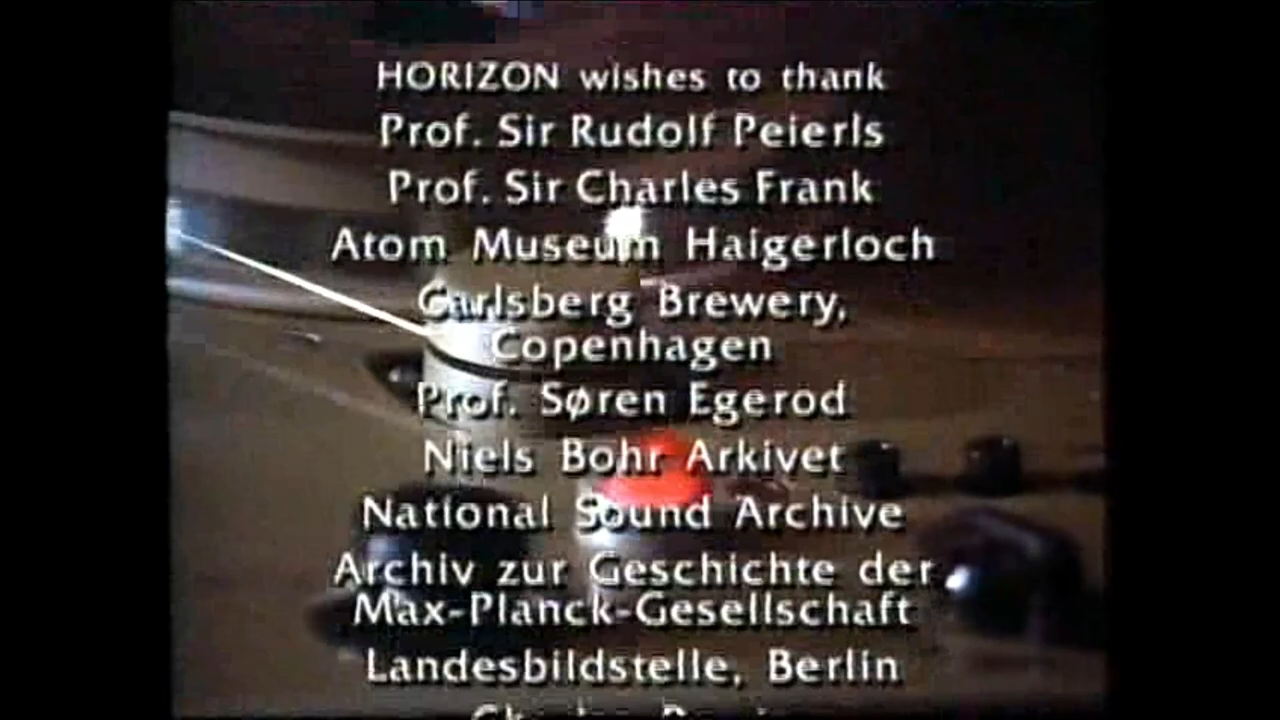 HORIZON wishes to thank
Prof. Sir Rudolf Peierls
Prof. Sir Charles Frank
Atom Museum Haigerloch
Carlsberg Brewery,
Copenhagen
Prof. Søren Egerod
Niels Bohr Arkivet
National Sound Archive
Archiv zur Geschichte der
Max-Planck-Gesellschaft
Landesbildstelle, Berlin